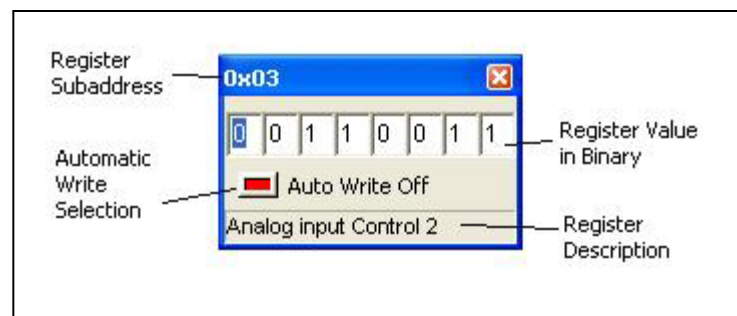 Register
Subaddress
0x03
0 0 1 1 0 0 1 1
Register Value
in Binary
Automatic
Write
Selection
Auto Write Off
Analog input Control 2
Register
Description